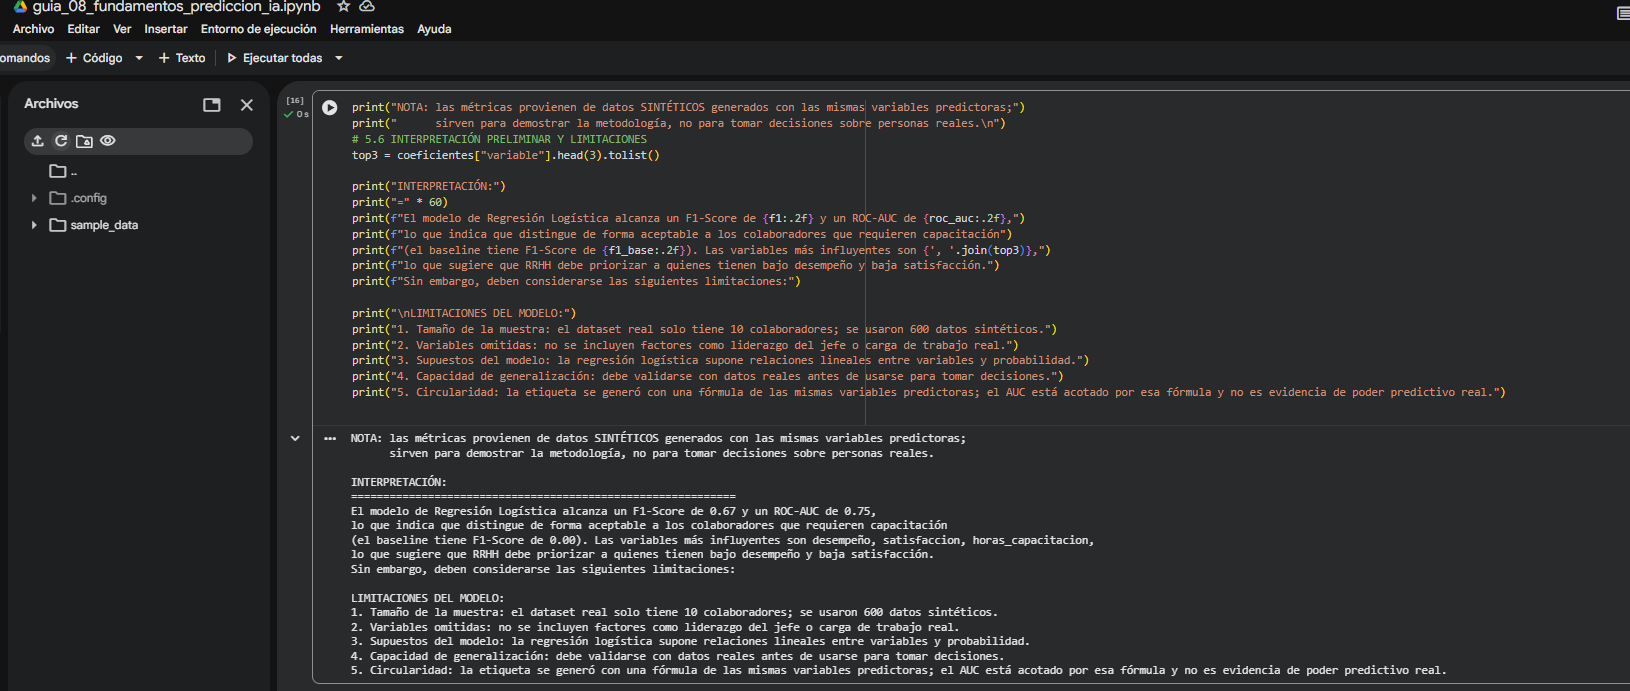 guia_08_fundamentos_prediccion_ia.ipynb
Archivo Editar Ver Insertar Entorno de ejecución Herramientas Ayuda
omandos + Código + Texto Ejecutar todas
Archivos
..
.config
sample_data
[16]
0 s
print("NOTA: las métricas provienen de datos SINTÉTICOS generados con las mismas variables predictoras;")
print("      sirven para demostrar la metodología, no para tomar decisiones sobre personas reales.\n")
# 5.6 INTERPRETACIÓN PRELIMINAR Y LIMITACIONES
top3 = coeficientes["variable"].head(3).tolist()
print("INTERPRETACIÓN:")
print("=" * 60)
print(f"El modelo de Regresión Logística alcanza un F1-Score de {f1:.2f} y un ROC-AUC de {roc_auc:.2f},")
print(f"lo que indica que distingue de forma aceptable a los colaboradores que requieren capacitación")
print(f"(el baseline tiene F1-Score de {f1_base:.2f}). Las variables más influyentes son {', '.join(top3)},")
print(f"lo que sugiere que RRHH debe priorizar a quienes tienen bajo desempeño y baja satisfacción.")
print(f"Sin embargo, deben considerarse las siguientes limitaciones:")
print("\nLIMITACIONES DEL MODELO:")
print("1. Tamaño de la muestra: el dataset real solo tiene 10 colaboradores; se usaron 600 datos sintéticos.")
print("2. Variables omitidas: no se incluyen factores como liderazgo del jefe o carga de trabajo real.")
print("3. Supuestos del modelo: la regresión logística supone relaciones lineales entre variables y probabilidad.")
print("4. Capacidad de generalización: debe validarse con datos reales antes de usarse para tomar decisiones.")
print("5. Circularidad: la etiqueta se generó con una fórmula de las mismas variables predictoras; el AUC está acotado por esa fórmula y no es evidencia de poder predictivo real.")
NOTA: las métricas provienen de datos SINTÉTICOS generados con las mismas variables predictoras;
sirven para demostrar la metodología, no para tomar decisiones sobre personas reales.
INTERPRETACIÓN:
============================================================
El modelo de Regresión Logística alcanza un F1-Score de 0.67 y un ROC-AUC de 0.75,
lo que indica que distingue de forma aceptable a los colaboradores que requieren capacitación
(el baseline tiene F1-Score de 0.00). Las variables más influyentes son desempeño, satisfaccion, horas_capacitacion,
lo que sugiere que RRHH debe priorizar a quienes tienen bajo desempeño y baja satisfacción.
Sin embargo, deben considerarse las siguientes limitaciones:
LIMITACIONES DEL MODELO:
1. Tamaño de la muestra: el dataset real solo tiene 10 colaboradores; se usaron 600 datos sintéticos.
2. Variables omitidas: no se incluyen factores como liderazgo del jefe o carga de trabajo real.
3. Supuestos del modelo: la regresión logística supone relaciones lineales entre variables y probabilidad.
4. Capacidad de generalización: debe validarse con datos reales antes de usarse para tomar decisiones.
5. Circularidad: la etiqueta se generó con una fórmula de las mismas variables predictoras; el AUC está acotado por esa fórmula y no es evidencia de poder predictivo real.